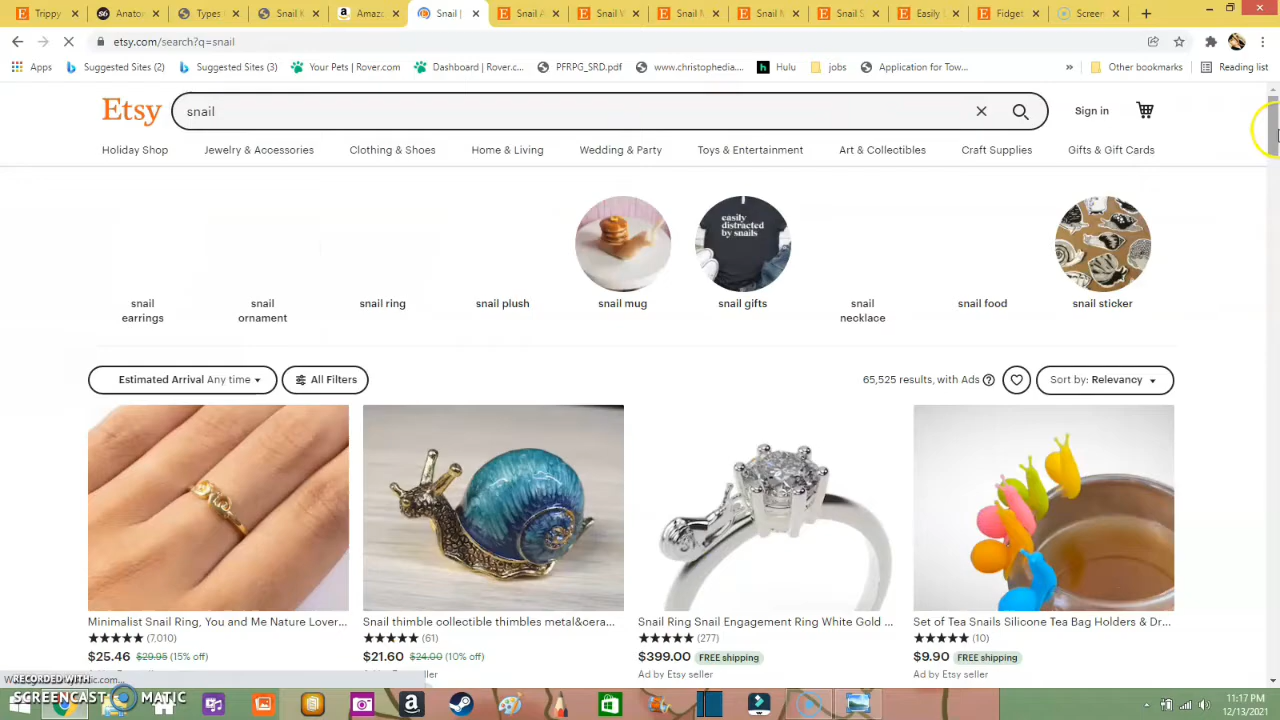 Trippy
Anator
Types
Snail K
Amazo
Snail |
Snail A
Snail W
Snail M
Snail M
Snail S
Easily L
Fidget
Screer
etsy.com/search?q=snail
Apps
Suggested Sites (2)
Suggested Sites (3)
Your Pets | Rover.com
Dashboard | Rover.c...
PFRPG_SRD.pdf
www.christophedia....
Hulu
jobs
Application for Tow...
»
Other bookmarks
Reading list
Etsy
snail
Sign in
Holiday Shop
Jewelry & Accessories
Clothing & Shoes
Home & Living
Wedding & Party
Toys & Entertainment
Art & Collectibles
Craft Supplies
Gifts & Gift Cards
easily
distracted
by snails
snail
earrings
snail
ornament
snail ring
snail plush
snail mug
snail gifts
snail
necklace
snail food
snail sticker
Estimated Arrival Any time
All Filters
65,525 results, with Ads
Sort by: Relevancy
Minimalist Snail Ring, You and Me Nature Lover...
(7,010)
$25.46 $29.95 (15% off)
Snail thimble collectible thimbles metal&cera...
(61)
$21.60 $24.00 (10% off)
Snail Ring Snail Engagement Ring White Gold ...
(277)
$399.00 FREE shipping
Ad by Etsy seller
Set of Tea Snails Silicone Tea Bag Holders & Dr...
(10)
$9.90 FREE shipping
Ad by Etsy seller
RECORDED WITH
SCREENCAST MATIC
11:17 PM
12/13/2021